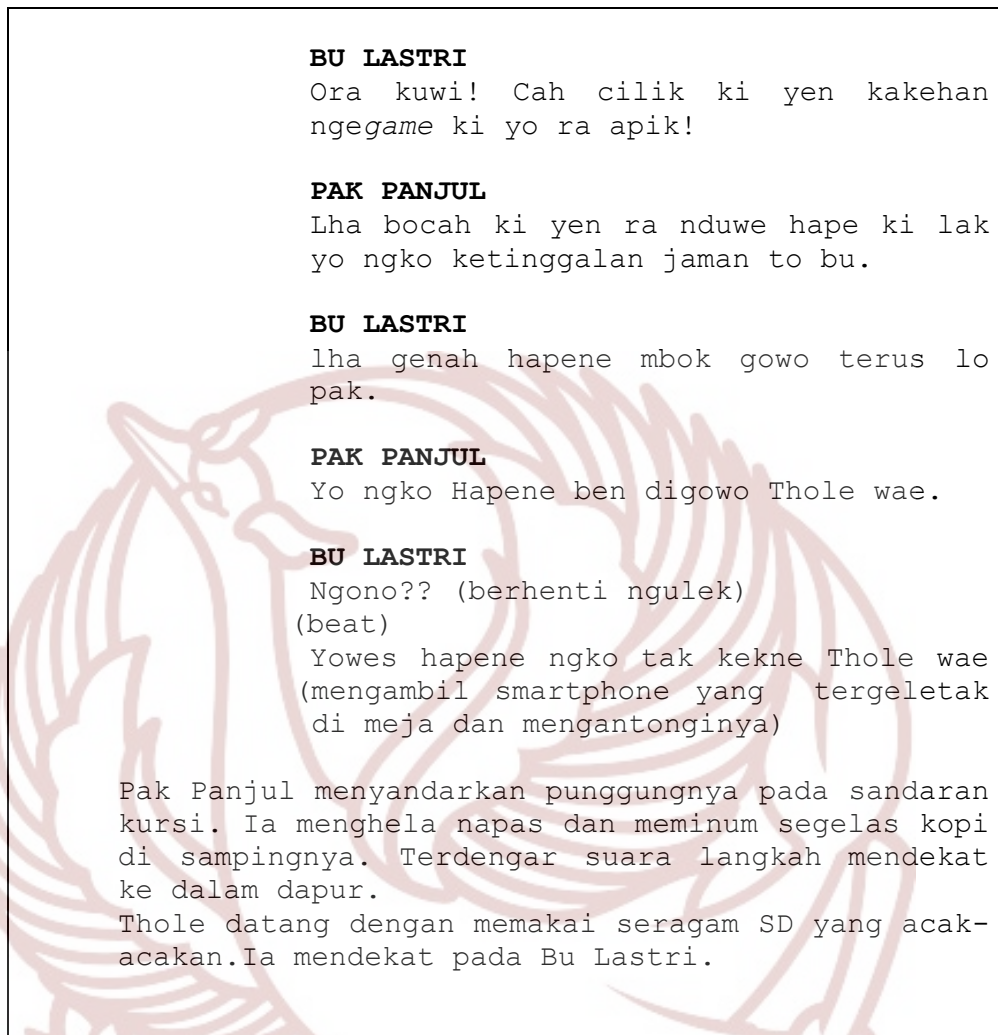 BU LASTRI
Ora kuwi! Cah cilik ki yen kakehan
ngegame ki yo ra apik!
PAK PANJUL
Lha bocah ki yen ra nduwe hape ki lak
yo ngko ketinggalan jaman to bu.
BU LASTRI
lha genah hapene mbok gowo terus lo
pak.
PAK PANJUL
Yo ngko Hapene ben digowo Thole wae.
BU LASTRI
Ngono?? (berhenti ngulek)
(beat)
Yowes hapene ngko tak kekne Thole wae
(mengambil smartphone yang tergeletak
di meja dan mengantonginya)
Pak Panjul menyandarkan punggungnya pada sandaran
kursi. Ia menghela napas dan meminum segelas kopi
di sampingnya. Terdengar suara langkah mendekat
ke dalam dapur.
Thole datang dengan memakai seragam SD yang acak-
acakan.Ia mendekat pada Bu Lastri.